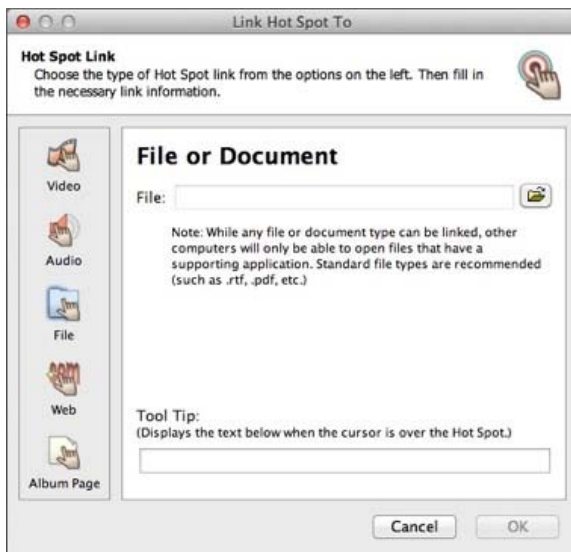 Link Hot Spot To
Hot Spot Link
Choose the type of Hot Spot link from the options on the left. Then fill in
the necessary link information.
Video
Audio
File
Web
Album Page
File or Document
File:
Note: While any file or document type can be linked, other
computers will only be able to open files that have a
supporting application. Standard file types are recommended
(such as .rtf, .pdf, etc.)
Tool Tip:
(Displays the text below when the cursor is over the Hot Spot.)
Cancel
OK